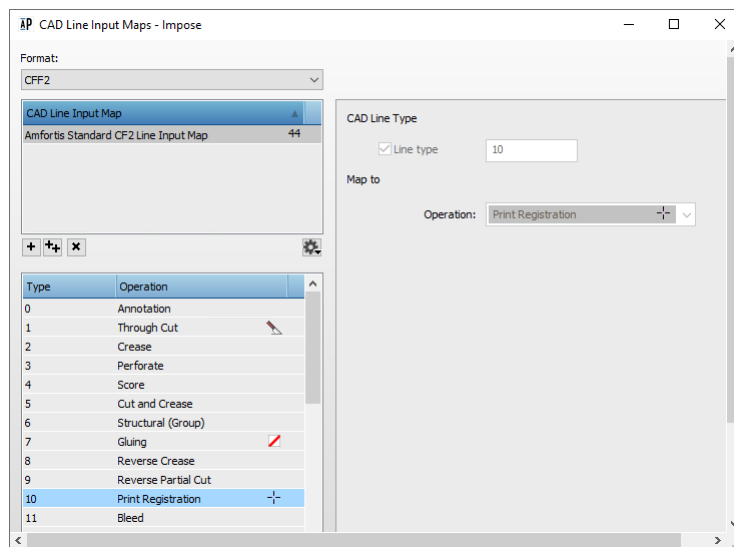 CAD Line Input Maps - Impose
Format:
CFF2
CAD Line Input Map
Amfortis Standard CF2 Line Input Map 44
Type Operation
0 Annotation
1 Through Cut
2 Crease
3 Perforate
4 Score
5 Cut and Crease
6 Structural (Group)
7 Gluing
8 Reverse Crease
9 Reverse Partial Cut
10 Print Registration
11 Bleed
CAD Line Type
Line type 10
Map to
Operation: Print Registration